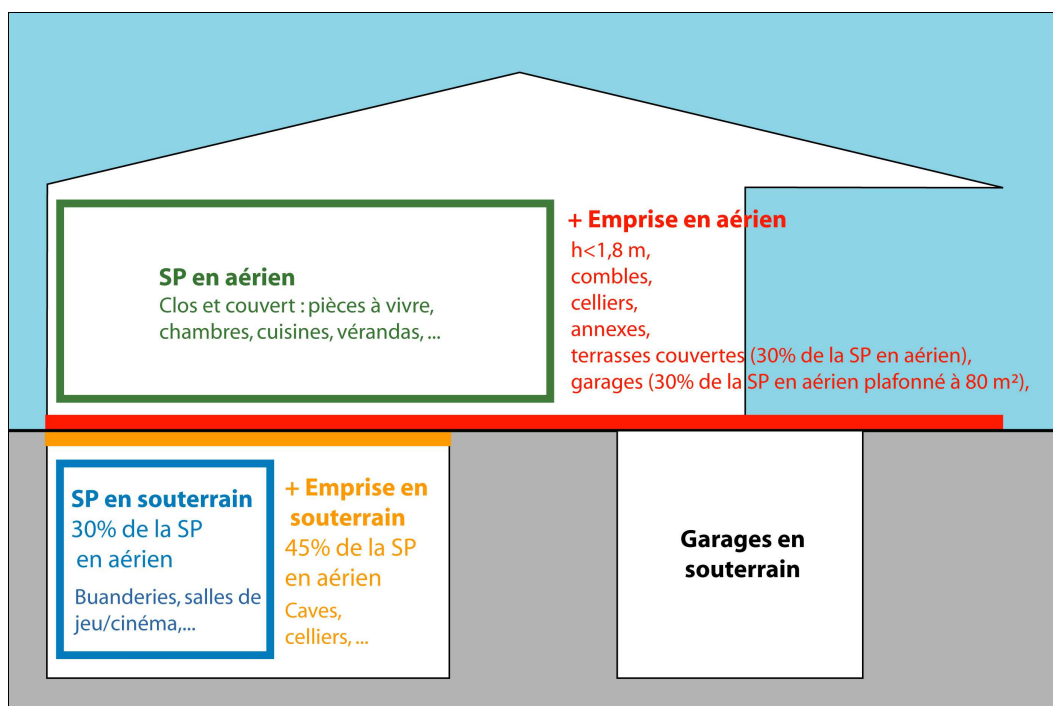 SP en aérien
Clos et couvert : pièces à vivre,
chambres, cuisines, vérandas, ...
+ Emprise en aérien
h<1,8 m,
combles,
celliers,
annexes,
terrasses couvertes (30% de la SP en aérien),
garages (30% de la SP en aérien plafonné à 80 m²),
SP en souterrain
30% de la SP
en aérien
Buanderies, salles de
jeu/cinéma,...
+ Emprise en
souterrain
45% de la SP
en aérien
Caves,
celliers, ...
Garages en
souterrain